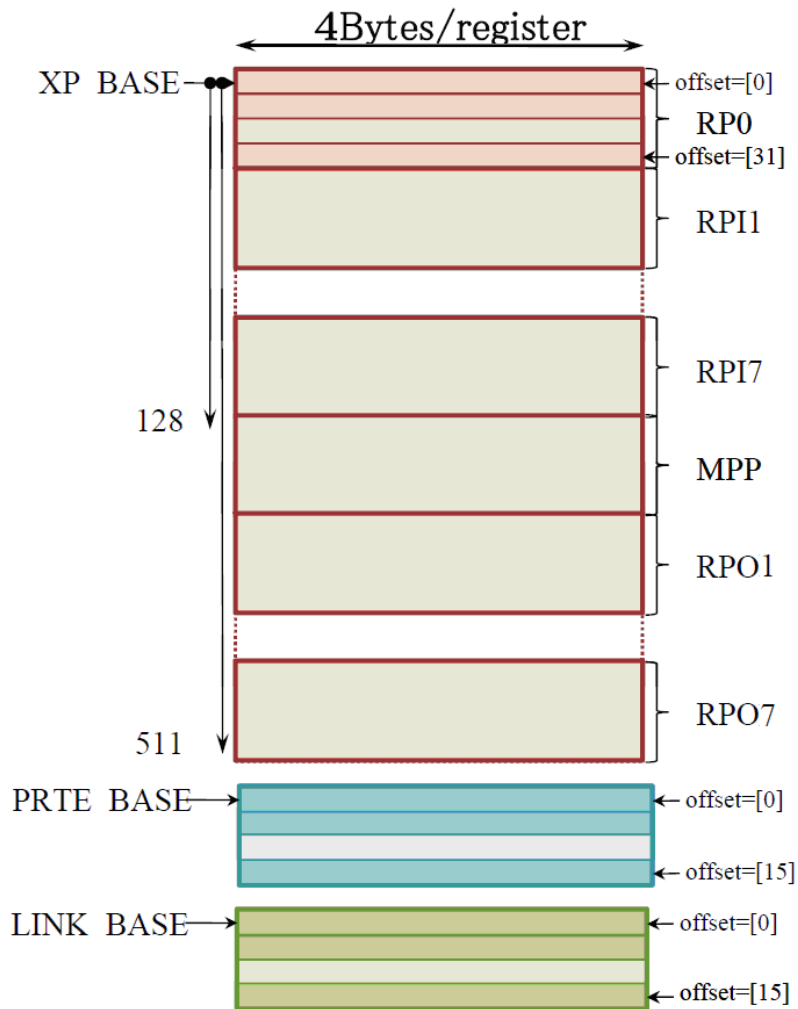 4Bytes/register
XP BASE
offset=[0]
RP0
offset=[31]
RPI1
RPI7
128
MPP
RPO1
RPO7
511
PRTE BASE
offset=[0]
offset=[15]
LINK BASE
offset=[0]
offset=[15]